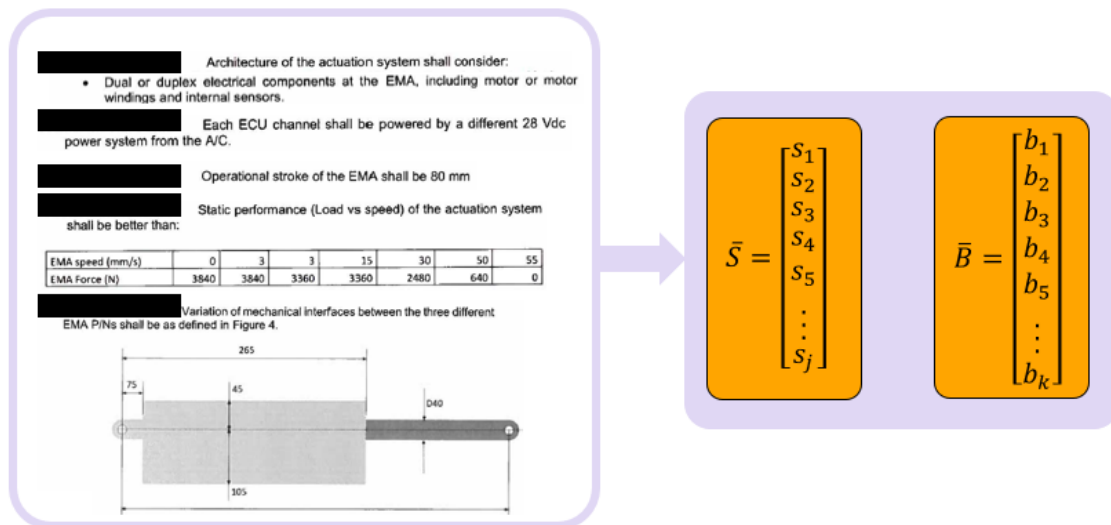 Architecture of the actuation system shall consider:
• Dual or duplex electrical components at the EMA, including motor or motor
windings and internal sensors.
Each ECU channel shall be powered by a different 28 Vdc
power system from the A/C.
Operational stroke of the EMA shall be 80 mm
Static performance (Load vs speed) of the actuation system
shall be better than:
EMA speed (mm/s) 0 3 3 15 30 50 55
EMA Force (N) 3840 3840 3360 3360 2480 640 0
Variation of mechanical interfaces between the three different
EMA P/Ns shall be as defined in Figure 4.
265
75
45
D40
105
S̄ = [s₁ s₂ s₃ s₄ s₅ ⋮ sⱼ]
B̄ = [b₁ b₂ b₃ b₄ b₅ ⋮ bₖ]